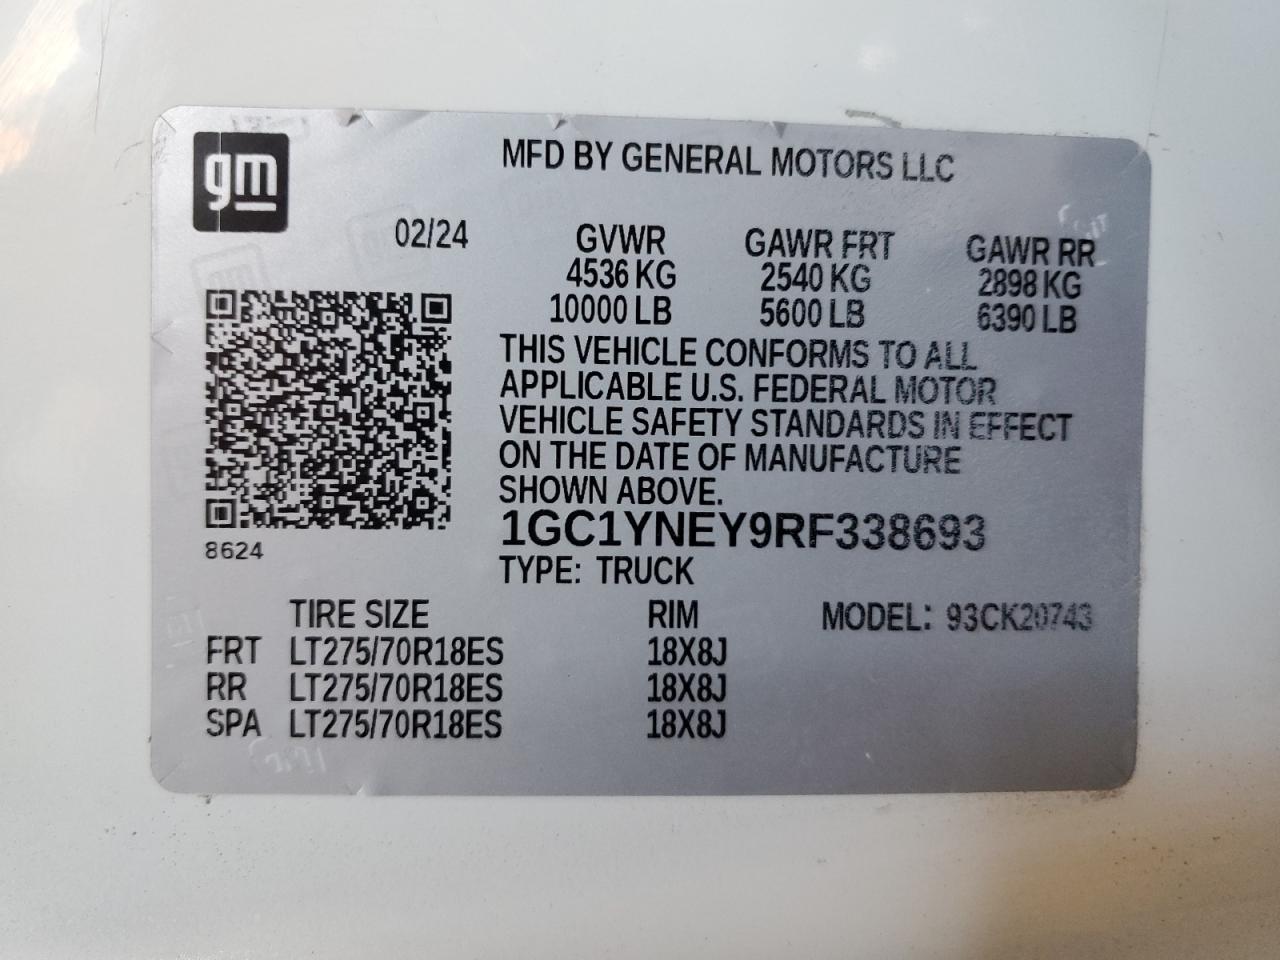 gm
MFD BY GENERAL MOTORS LLC
02/24
GVWR GAWR FRT GAWR RR
4536 KG 2540 KG 2898 KG
10000 LB 5600 LB 6390 LB
THIS VEHICLE CONFORMS TO ALL
APPLICABLE U.S. FEDERAL MOTOR
VEHICLE SAFETY STANDARDS IN EFFECT
ON THE DATE OF MANUFACTURE
SHOWN ABOVE.
1GC1YNEY9RF338693
8624
TYPE: TRUCK
TIRE SIZE RIM MODEL: 93CK20743
FRT LT275/70R18ES 18X8J
RR LT275/70R18ES 18X8J
SPA LT275/70R18ES 18X8J